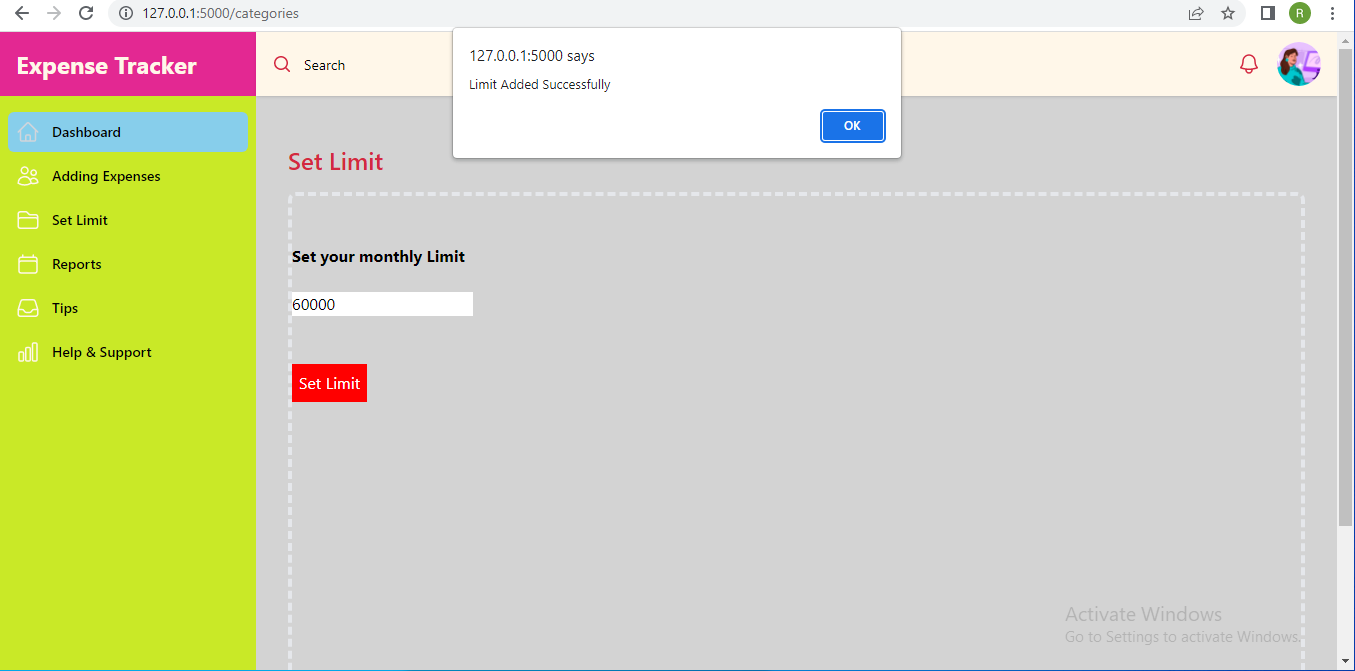 127.0.0.1:5000/categories
R
127.0.0.1:5000 says
Limit Added Successfully
OK
Expense Tracker
Search
Dashboard
Adding Expenses
Set Limit
Reports
Tips
Help & Support
Set Limit
Set your monthly Limit
60000
Set Limit
Activate Windows
Go to Settings to activate Windows.